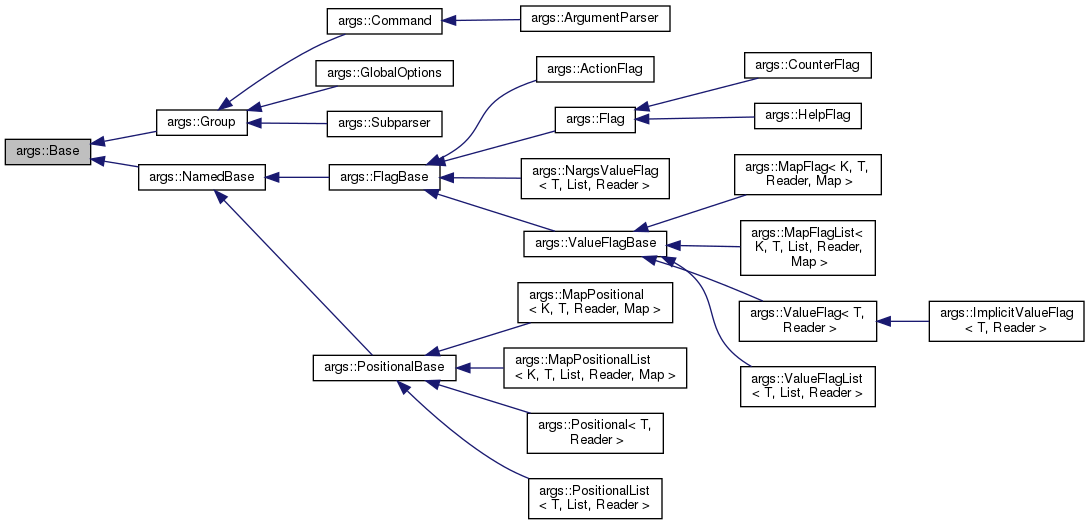 args::Command
args::ArgumentParser
args::GlobalOptions
args::ActionFlag
args::CounterFlag
args::Group
args::Subparser
args::Flag
args::HelpFlag
args::Base
args::NamedBase
args::FlagBase
args::NargsValueFlag
< T, List, Reader >
args::MapFlag< K, T,
Reader, Map >
args::ValueFlagBase
args::MapFlagList<
K, T, List, Reader,
Map >
args::MapPositional
< K, T, Reader, Map >
args::ValueFlag< T,
Reader >
args::ImplicitValueFlag
< T, Reader >
args::PositionalBase
args::MapPositionalList
< K, T, List, Reader, Map >
args::ValueFlagList
< T, List, Reader >
args::Positional< T,
Reader >
args::PositionalList
< T, List, Reader >